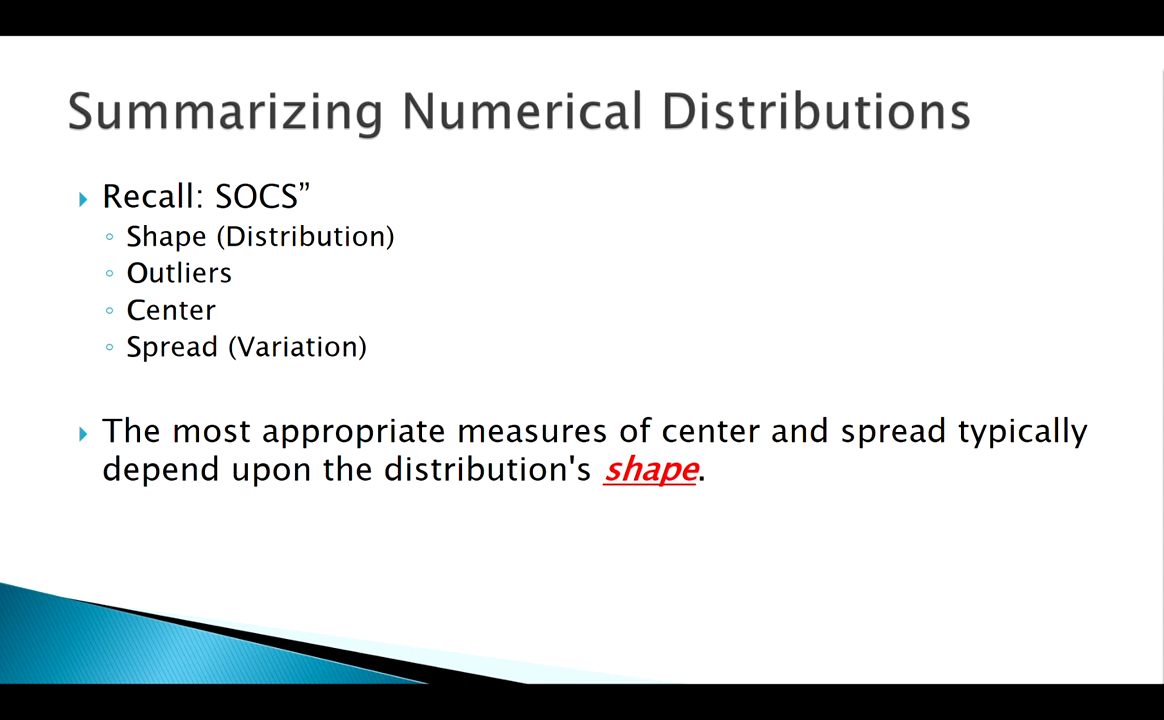 Summarizing Numerical Distributions
Recall: SOCS”
Shape (Distribution)
Outliers
Center
Spread (Variation)
The most appropriate measures of center and spread typically
depend upon the distribution's shape.